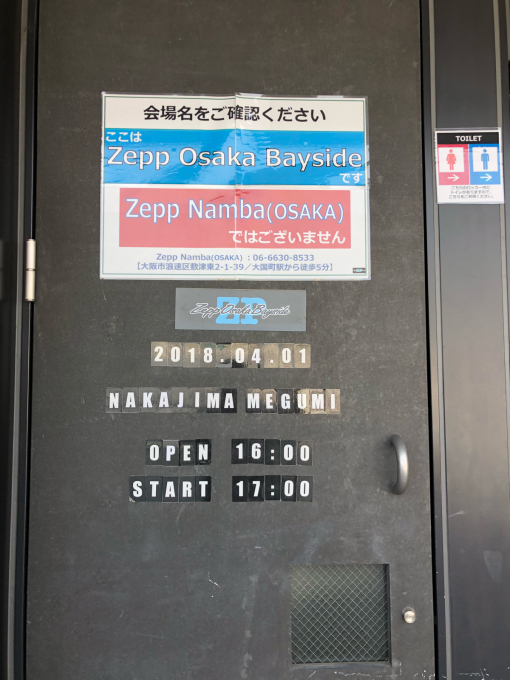 会場名をご確認ください
ここは
Zepp Osaka Bayside
です
Zepp Namba(OSAKA)
ではございません
Zepp Namba(OSAKA) : 06-6630-8533
【大阪市浪速区敷津東2-1-39／大国町駅から徒歩5分】
ZP
Zepp Osaka Bayside
2018.04.01
NAKAJIMA MEGUMI
OPEN 16:00
START 17:00
TOILET